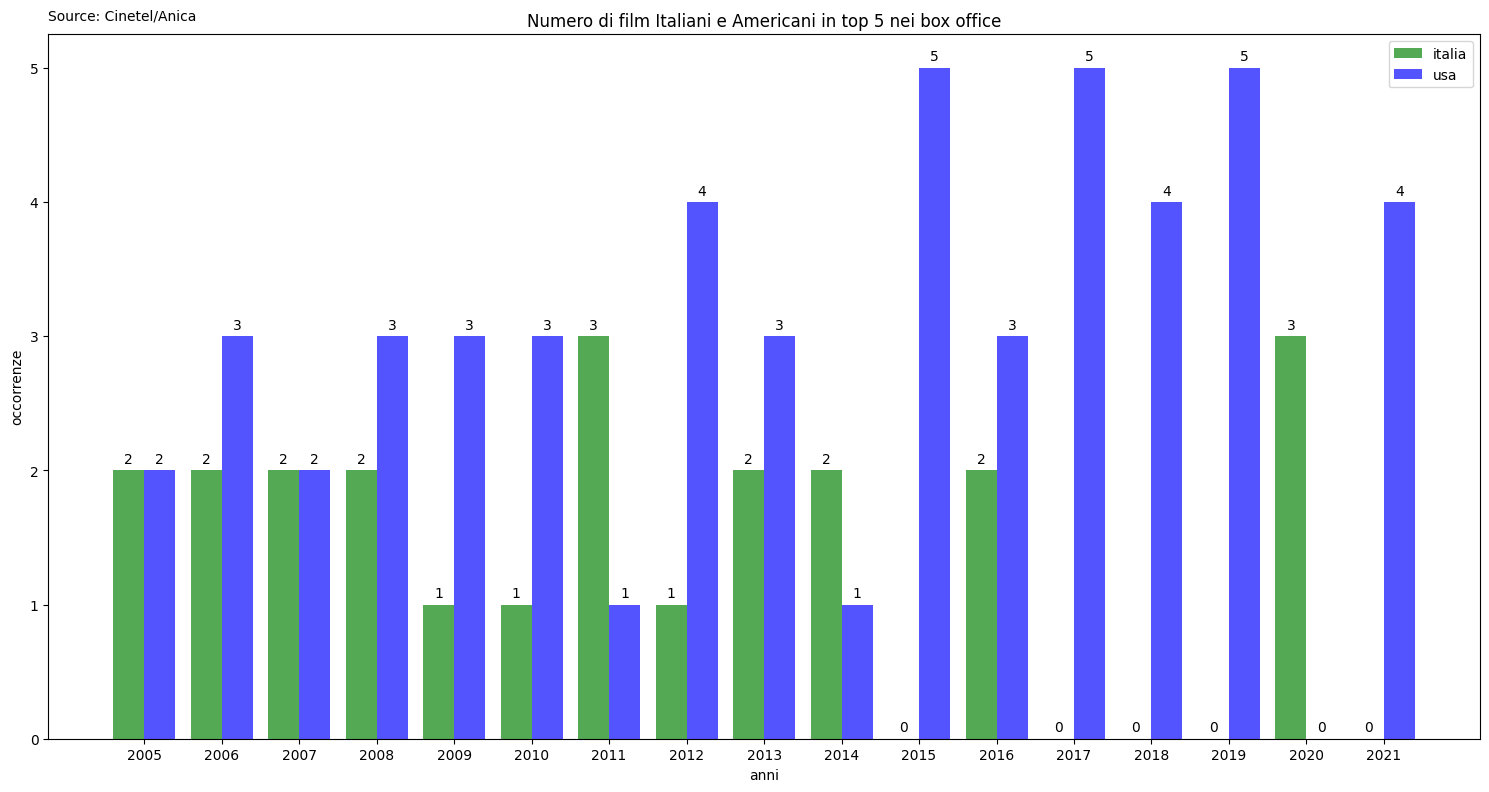 Source: Cinetel/Anica
Numero di film Italiani e Americani in top 5 nei box office
italia
usa
occorrenze
5
4
3
2
1
0
2 2 2 3 2 2 2 3 1 3 1 3 3 1 1 4 2 3 2 1 0 5 2 3 0 5 0 4 0 5 3 0 0 4
2005 2006 2007 2008 2009 2010 2011 2012 2013 2014 2015 2016 2017 2018 2019 2020 2021
anni